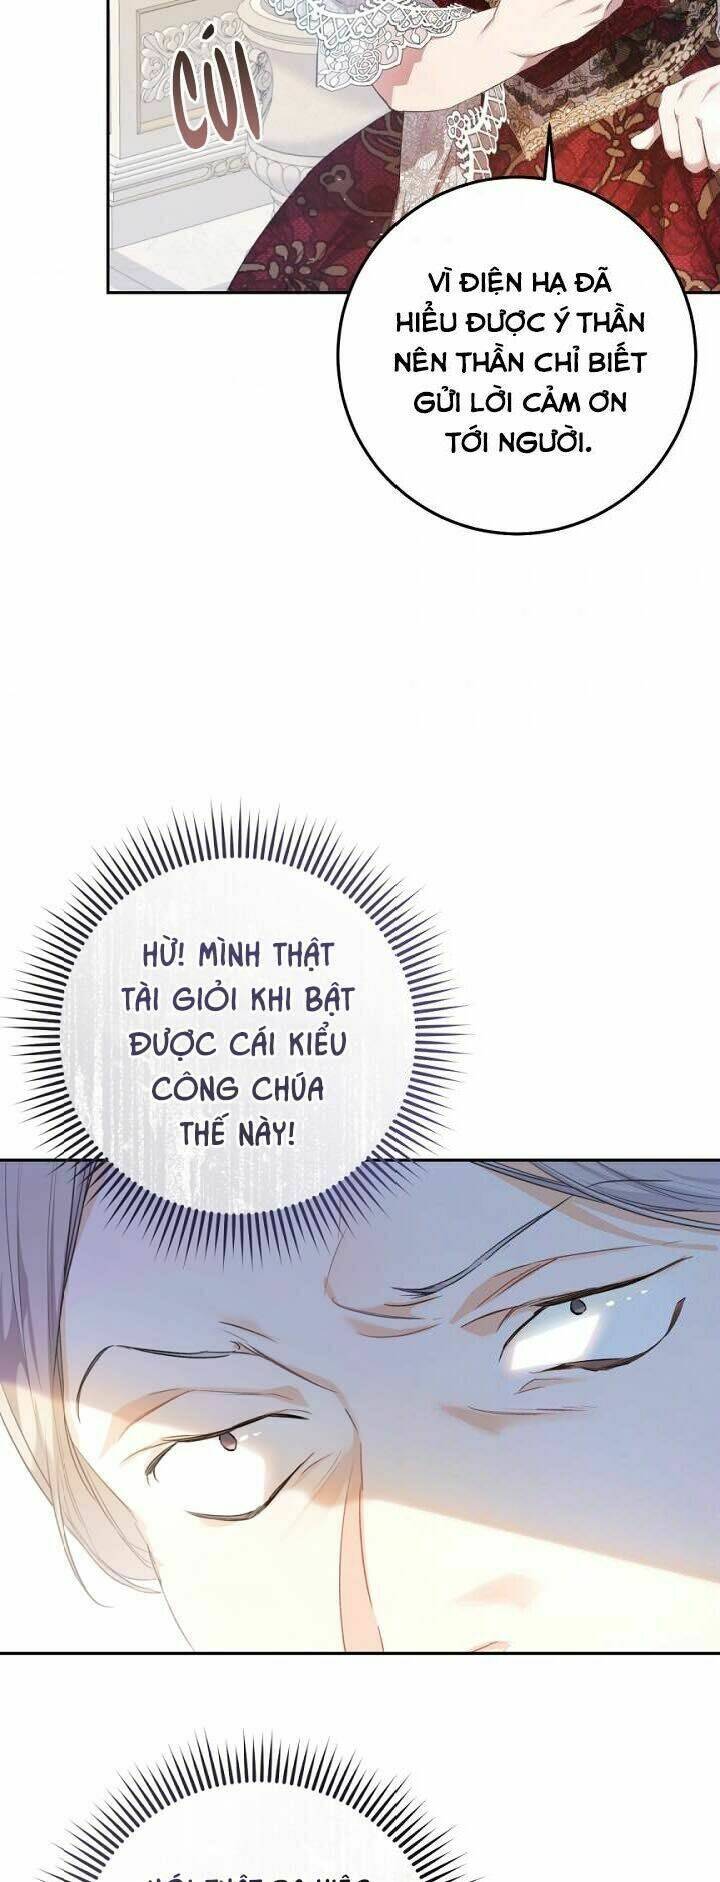 CÚI
VÌ ĐIỆN HẠ ĐÃ
HIỂU ĐƯỢC Ý THẦN
NÊN THẦN CHỈ BIẾT
GỬI LỜI CẢM ƠN
TỚI NGƯỜI.
HỪ! MÌNH THẬT
TÀI GIỎI KHI BẬT
ĐƯỢC CÁI KIỂU
CÔNG CHÚA
THẾ NÀY!